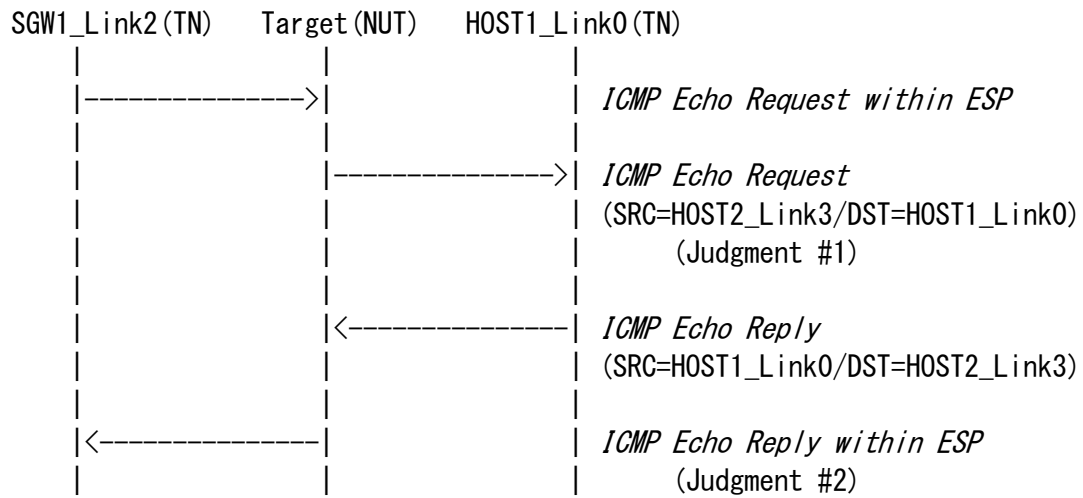 SGW1_Link2(TN) Target(NUT) HOST1_Link0(TN)
| | |
|--------------->| | ICMP Echo Request within ESP
| | |
| |--------------->| ICMP Echo Request
| | | (SRC=HOST2_Link3/DST=HOST1_Link0)
| | | (Judgment #1)
| | |
| |<---------------| ICMP Echo Reply
| | | (SRC=HOST1_Link0/DST=HOST2_Link3)
| | |
|<---------------| | ICMP Echo Reply within ESP
| | | (Judgment #2)